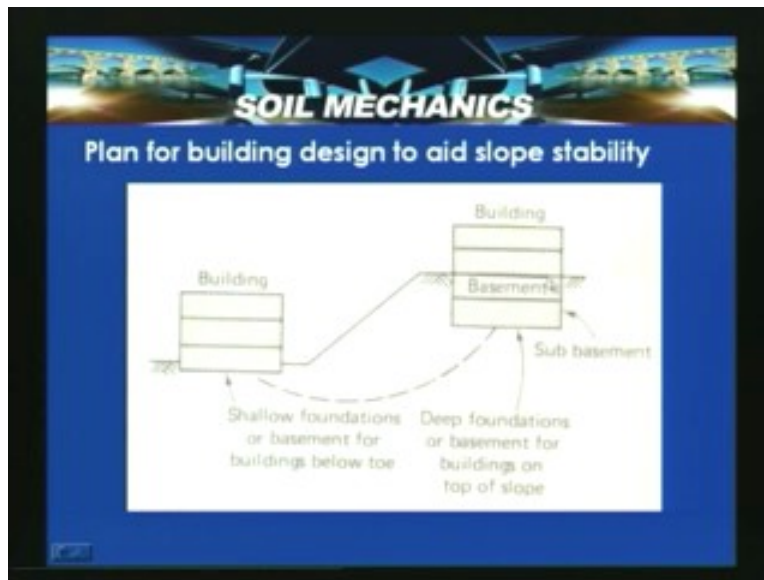 SOIL MECHANICS
Plan for building design to aid slope stability
Building
Building
Basement
Sub basement
Shallow foundations
or basement for
buildings below toe
Deep foundations
or basement for
buildings on
top of slope